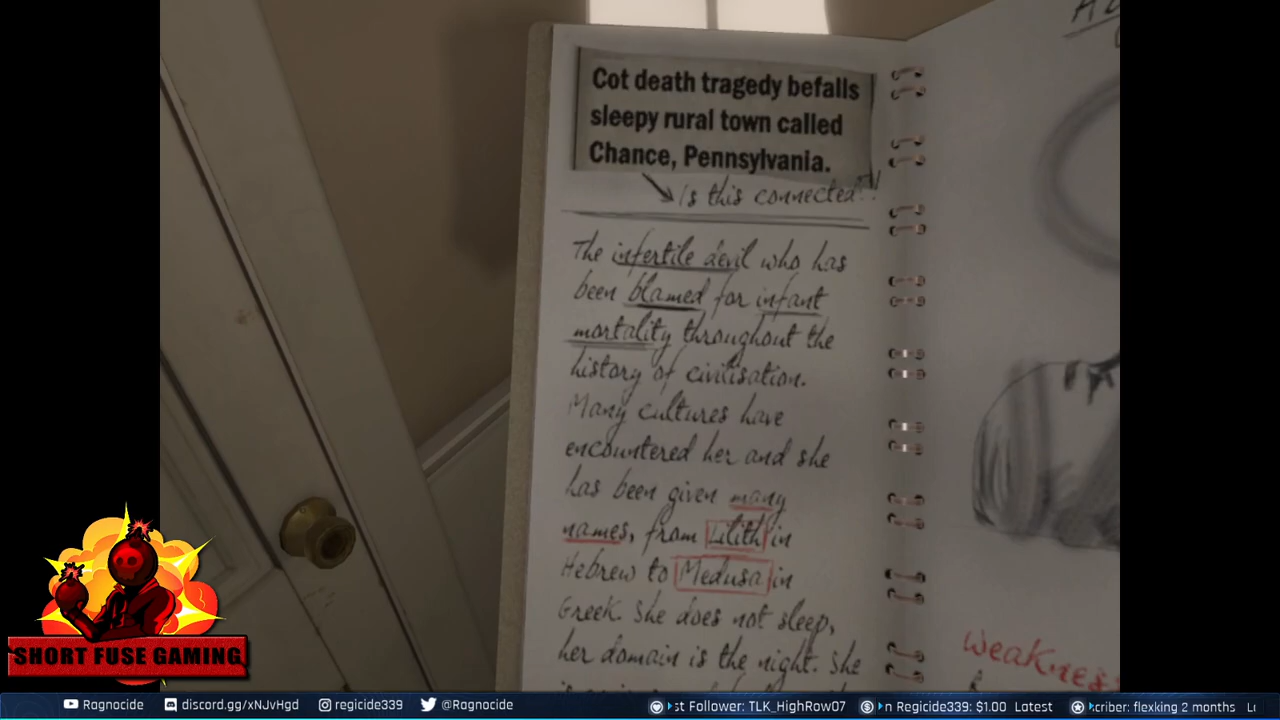 Cot death tragedy befalls
sleepy rural town called
Chance, Pennsylvania.
Is this connected?!
The infertile devil who has
been blamed for infant
mortality throughout the
history of civilisation.
Many cultures have
encountered her and she
has been given many
names, from Lilith in
Hebrew to Medusa in
Greek. She does not sleep,
her domain is the night. She
weakness
SHORT FUSE GAMING
Ragnocide
discord.gg/xNJvHgd
regicide339
@Ragnocide
st Follower: TLK_HighRow07
n Regicide339: $1.00 Latest
criber: flexking 2 months